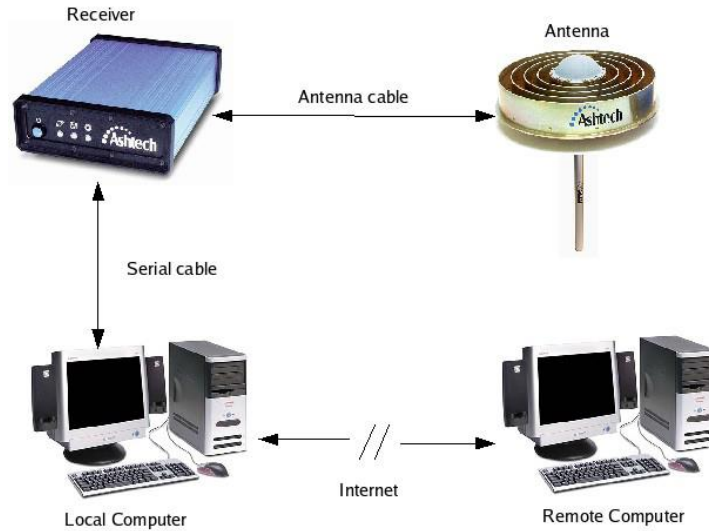 Receiver
Antenna
Antenna cable
Ashtech
Ashtech
Serial cable
Internet
Local Computer
Remote Computer